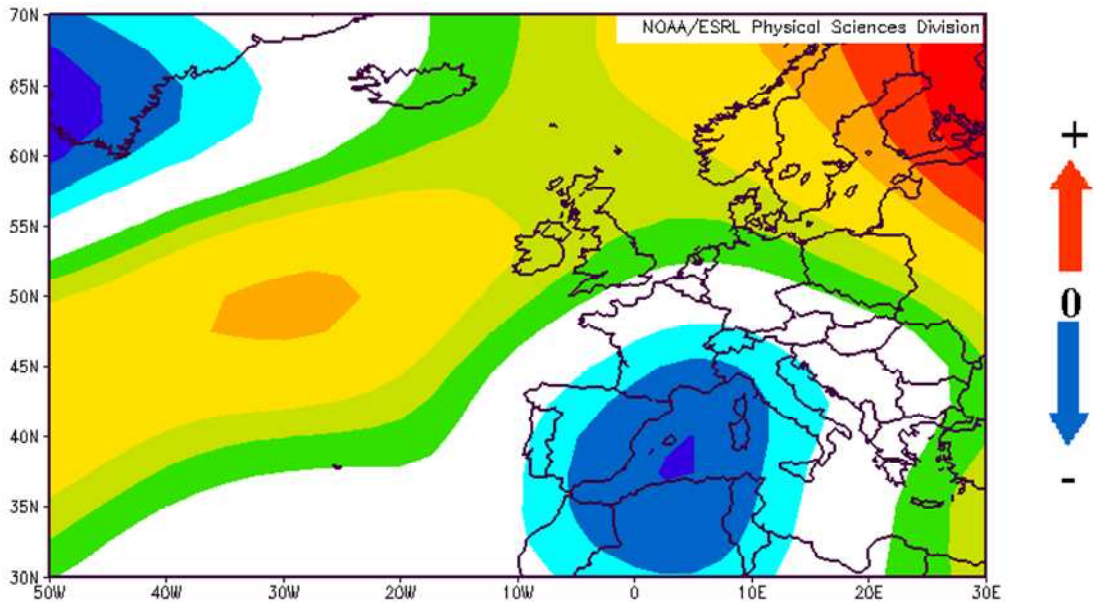 70N
NOAA/ESRL Physical Sciences Division
65N
60N
55N
50N
45N
40N
35N
30N
50W 40W 30W 20W 10W 0 10E 20E 30E
+
0
-